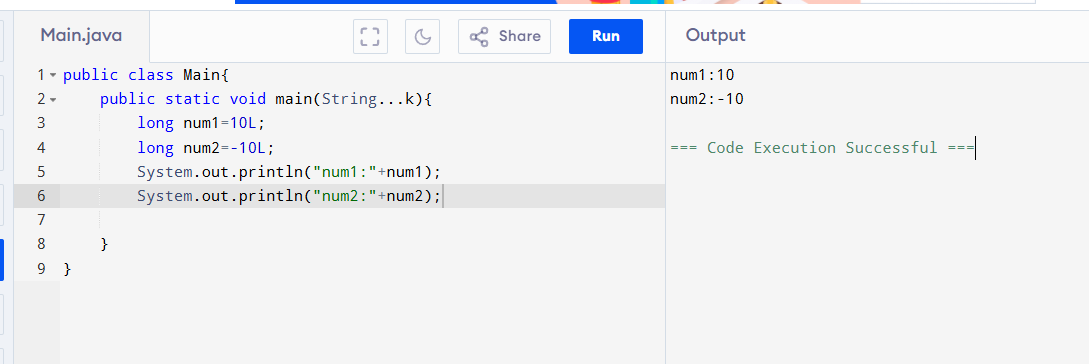 Main.java
Share
Run
Output
1 public class Main{
2 public static void main(String...k){
3 long num1=10L;
4 long num2=-10L;
5 System.out.println("num1:"+num1);
6 System.out.println("num2:"+num2);
7
8 }
9 }
num1:10
num2:-10
=== Code Execution Successful ===